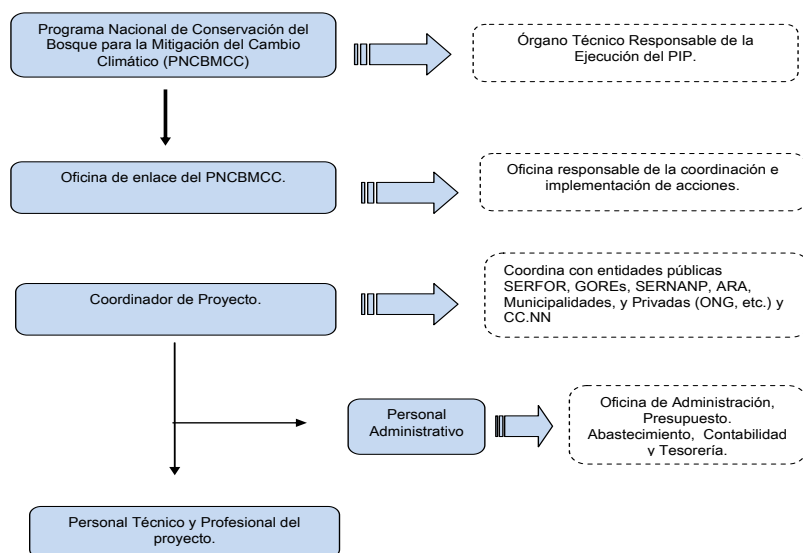 Programa Nacional de Conservación del
Bosque para la Mitigación del Cambio
Climático (PNCBMCC)
Órgano Técnico Responsable de la
Ejecución del PIP.
Oficina de enlace del PNCBMCC.
Oficina responsable de la coordinación e
implementación de acciones.
Coordinador de Proyecto.
Coordina con entidades públicas
SERFOR, GOREs, SERNANP, ARA,
Municipalidades, y Privadas (ONG, etc.) y
CC.NN
Personal
Administrativo
Oficina de Administración,
Presupuesto.
Abastecimiento, Contabilidad
y Tesorería.
Personal Técnico y Profesional del
proyecto.